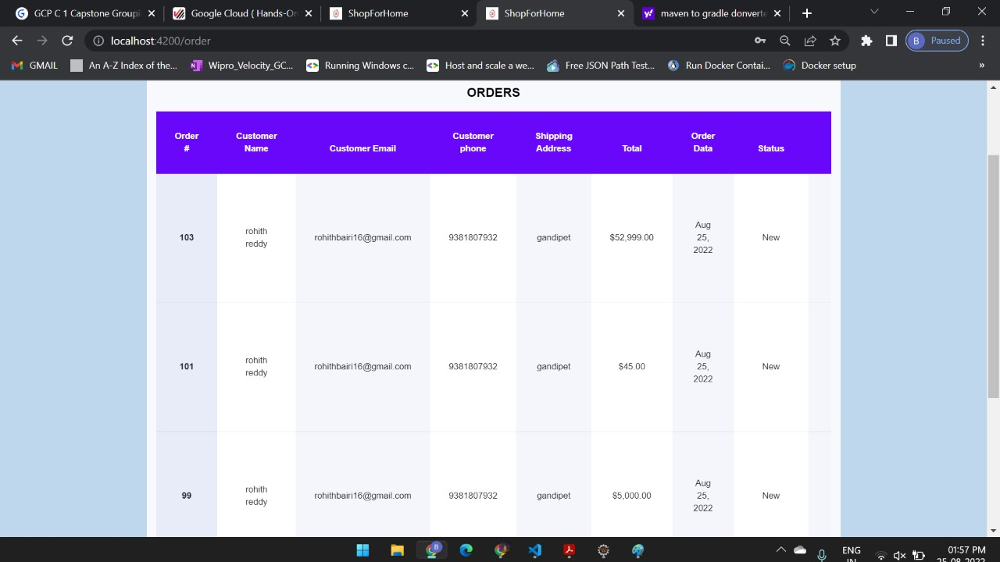 GCP C 1 Capstone Groupi
Google Cloud ( Hands-On
ShopForHome
ShopForHome
maven to gradle donverte
localhost:4200/order
B Paused
GMAIL
An A-Z Index of the...
Wipro_Velocity_GC...
Running Windows c...
Host and scale a we...
Free JSON Path Test...
Run Docker Contai...
Docker setup
»
ORDERS
Order # Customer Name Customer Email Customer phone Shipping Address Total Order Data Status
103 rohith reddy rohithbairi16@gmail.com 9381807932 gandipet $52,999.00 Aug 25, 2022 New
101 rohith reddy rohithbairi16@gmail.com 9381807932 gandipet $45.00 Aug 25, 2022 New
99 rohith reddy rohithbairi16@gmail.com 9381807932 gandipet $5,000.00 Aug 25, 2022 New
ENG
IN
01:57 PM
25-08-2022